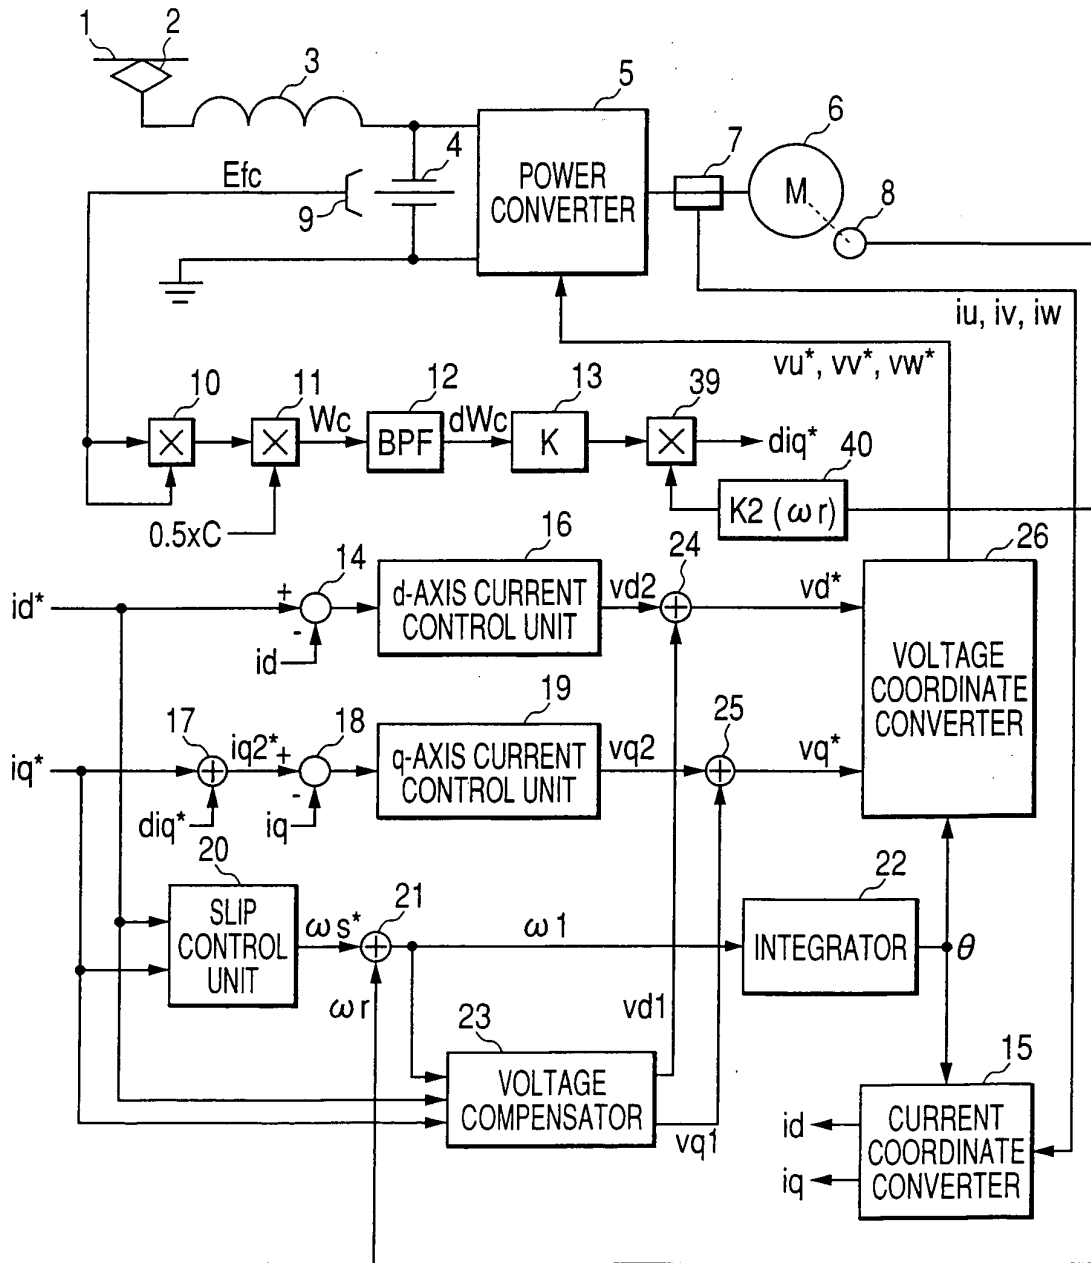 1
2
3
5
6
4
7
8
Efc
9
POWER
CONVERTER
M
iu, iv, iw
vu*, vv*, vw*
10
11
Wc
12
dWc
13
39
BPF
K
diq*
40
K2 (ωr)
0.5xC
16
24
26
14
id*
+
-
id
d-AXIS CURRENT
CONTROL UNIT
vd2
vd*
VOLTAGE
COORDINATE
CONVERTER
19
25
17
18
iq*
iq2*
+
-
iq
diq*
q-AXIS CURRENT
CONTROL UNIT
vq2
vq*
20
SLIP
CONTROL
UNIT
ωs*
21
ω1
22
INTEGRATOR
θ
ωr
23
vd1
VOLTAGE
COMPENSATOR
vq1
15
CURRENT
COORDINATE
CONVERTER
id
iq